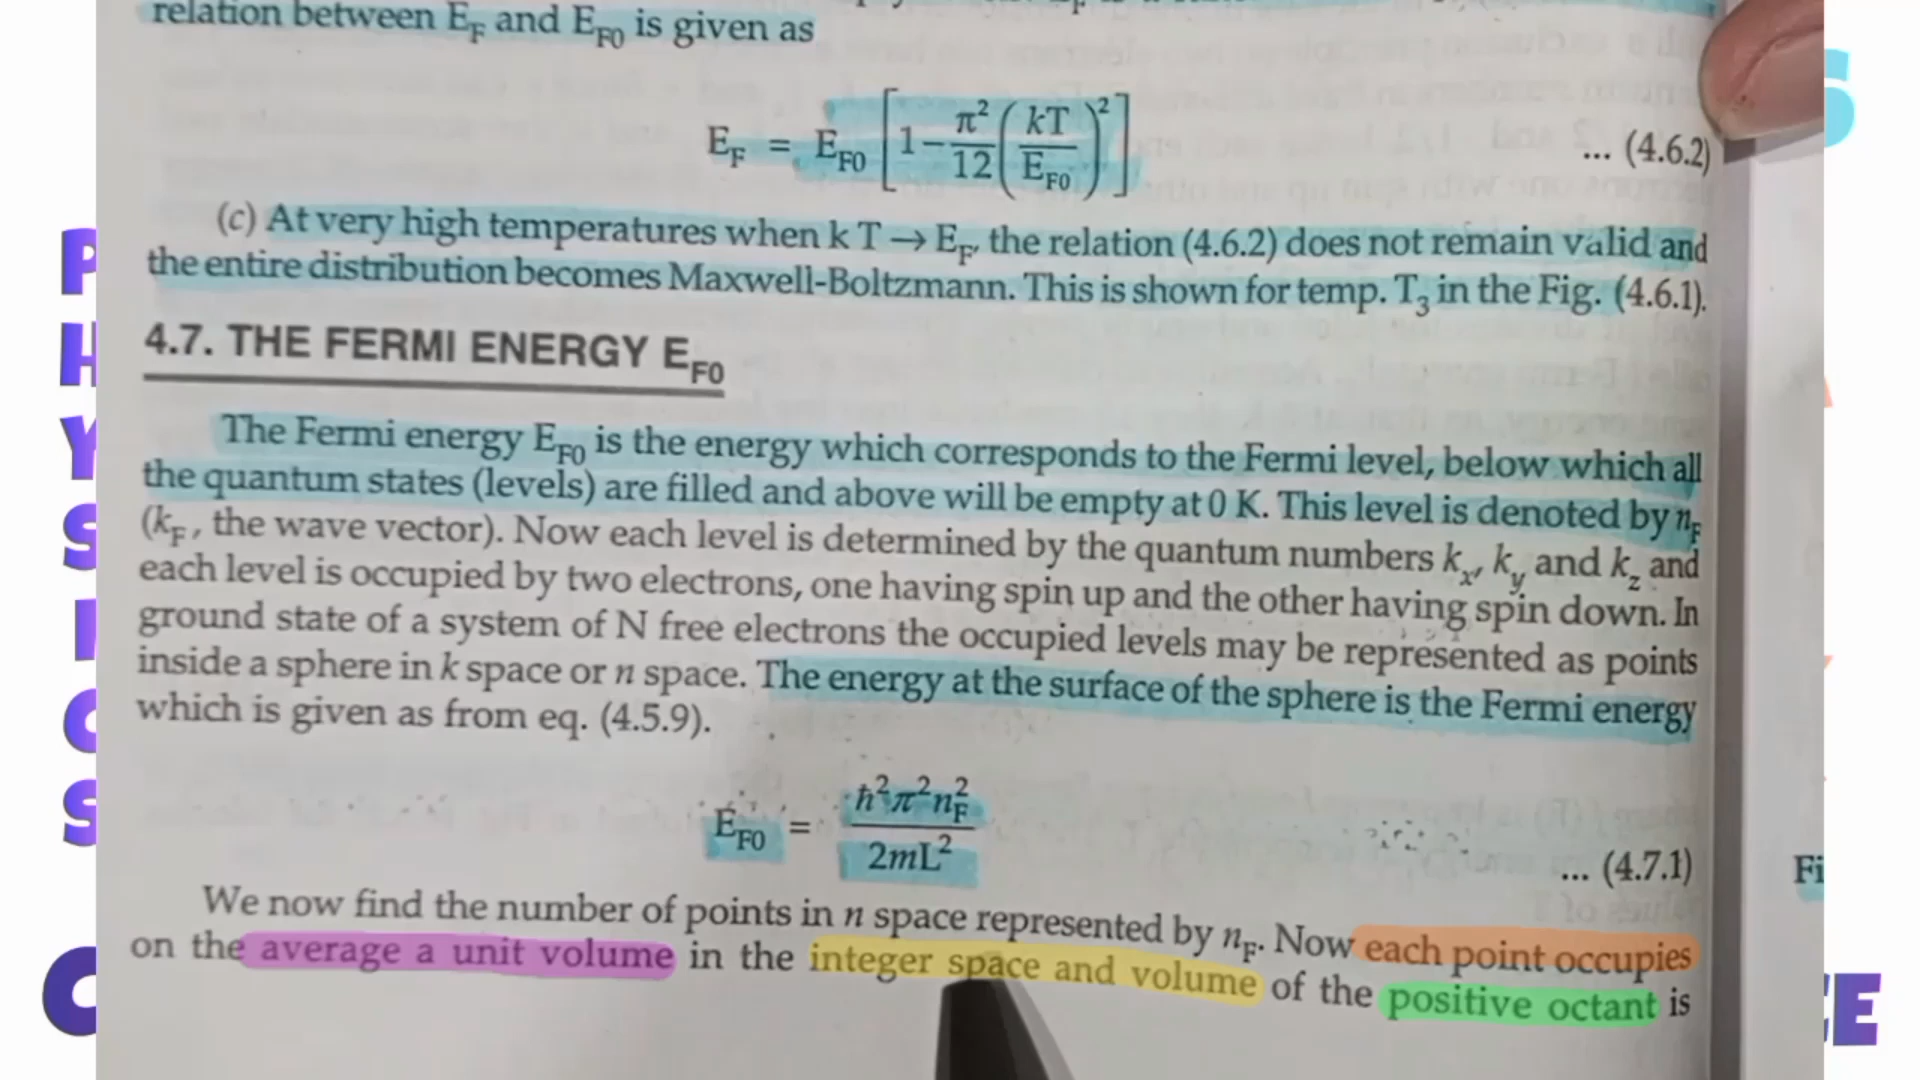 relation between E_F and E_F0 is given as
E_F = E_F0 [1 − π²/12 (kT/E_F0)²] ... (4.6.2)
(c) At very high temperatures when k T → E_F, the relation (4.6.2) does not remain valid and
the entire distribution becomes Maxwell-Boltzmann. This is shown for temp. T₃ in the Fig. (4.6.1).
4.7. THE FERMI ENERGY E_F0
The Fermi energy E_F0 is the energy which corresponds to the Fermi level, below which all
the quantum states (levels) are filled and above will be empty at 0 K. This level is denoted by n_F
(k_F, the wave vector). Now each level is determined by the quantum numbers k_x, k_y and k_z and
each level is occupied by two electrons, one having spin up and the other having spin down. In
ground state of a system of N free electrons the occupied levels may be represented as points
inside a sphere in k space or n space. The energy at the surface of the sphere is the Fermi energy
which is given as from eq. (4.5.9).
E_F0 = ħ²π²n_F² / 2mL² ... (4.7.1)
We now find the number of points in n space represented by n_F. Now each point occupies
on the average a unit volume in the integer space and volume of the positive octant is
Fi
P
H
Y
S
I
C
S